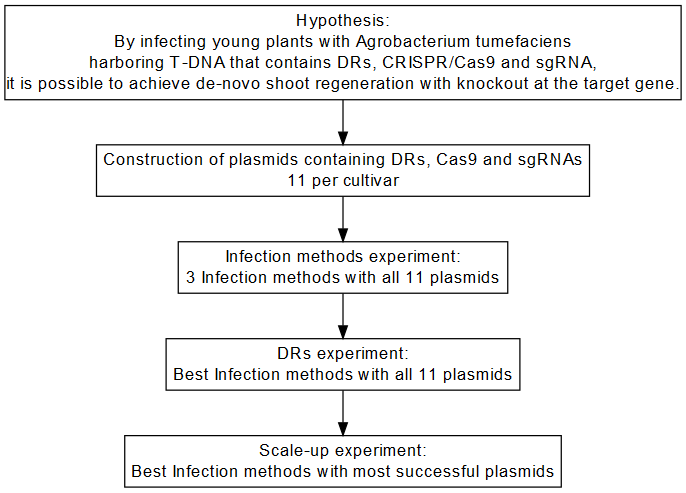 Hypothesis:
By infecting young plants with Agrobacterium tumefaciens
harboring T-DNA that contains DRs, CRISPR/Cas9 and sgRNA,
it is possible to achieve de-novo shoot regeneration with knockout at the target gene.
Construction of plasmids containing DRs, Cas9 and sgRNAs
11 per cultivar
Infection methods experiment:
3 Infection methods with all 11 plasmids
DRs experiment:
Best Infection methods with all 11 plasmids
Scale-up experiment:
Best Infection methods with most successful plasmids